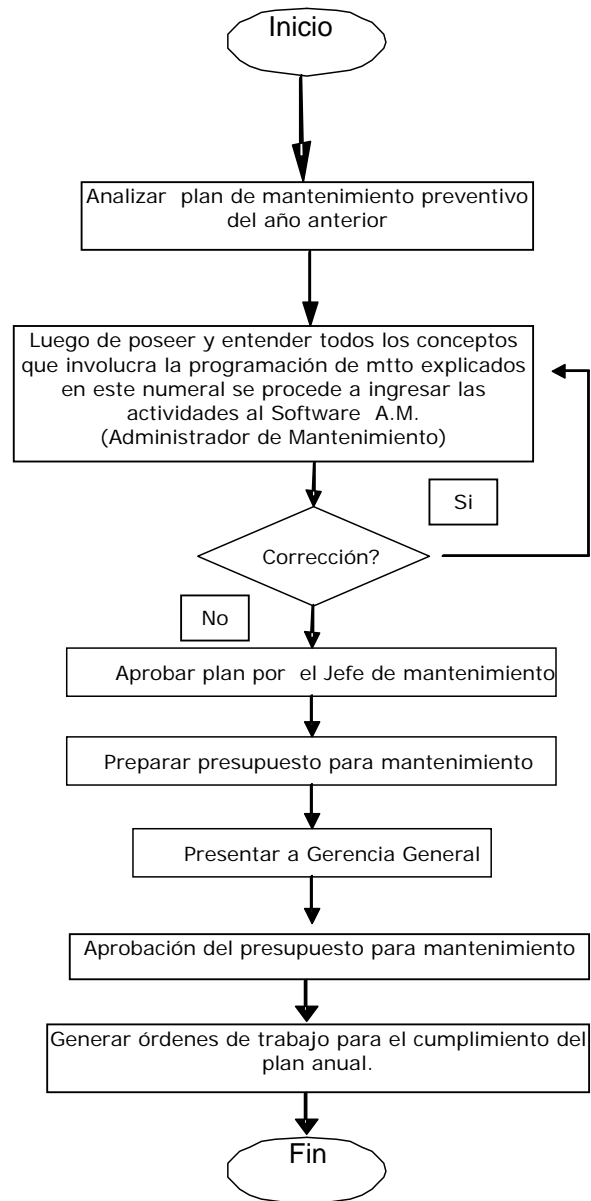 Inicio
Analizar plan de mantenimiento preventivo
del año anterior
Luego de poseer y entender todos los conceptos
que involucra la programación de mtto explicados
en este numeral se procede a ingresar las
actividades al Software A.M.
(Administrador de Mantenimiento)
Si
Corrección?
No
Aprobar plan por el Jefe de mantenimiento
Preparar presupuesto para mantenimiento
Presentar a Gerencia General
Aprobación del presupuesto para mantenimiento
Generar órdenes de trabajo para el cumplimiento del
plan anual.
Fin